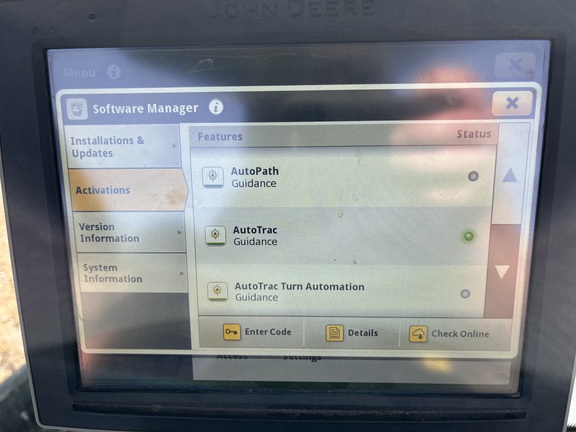 JOHN DEERE
Menu
Software Manager
Installations &
Updates
Activations
Version
Information
System
Information
Features Status
AutoPath
Guidance
AutoTrac
Guidance
AutoTrac Turn Automation
Guidance
Enter Code Details Check Online
Access Settings